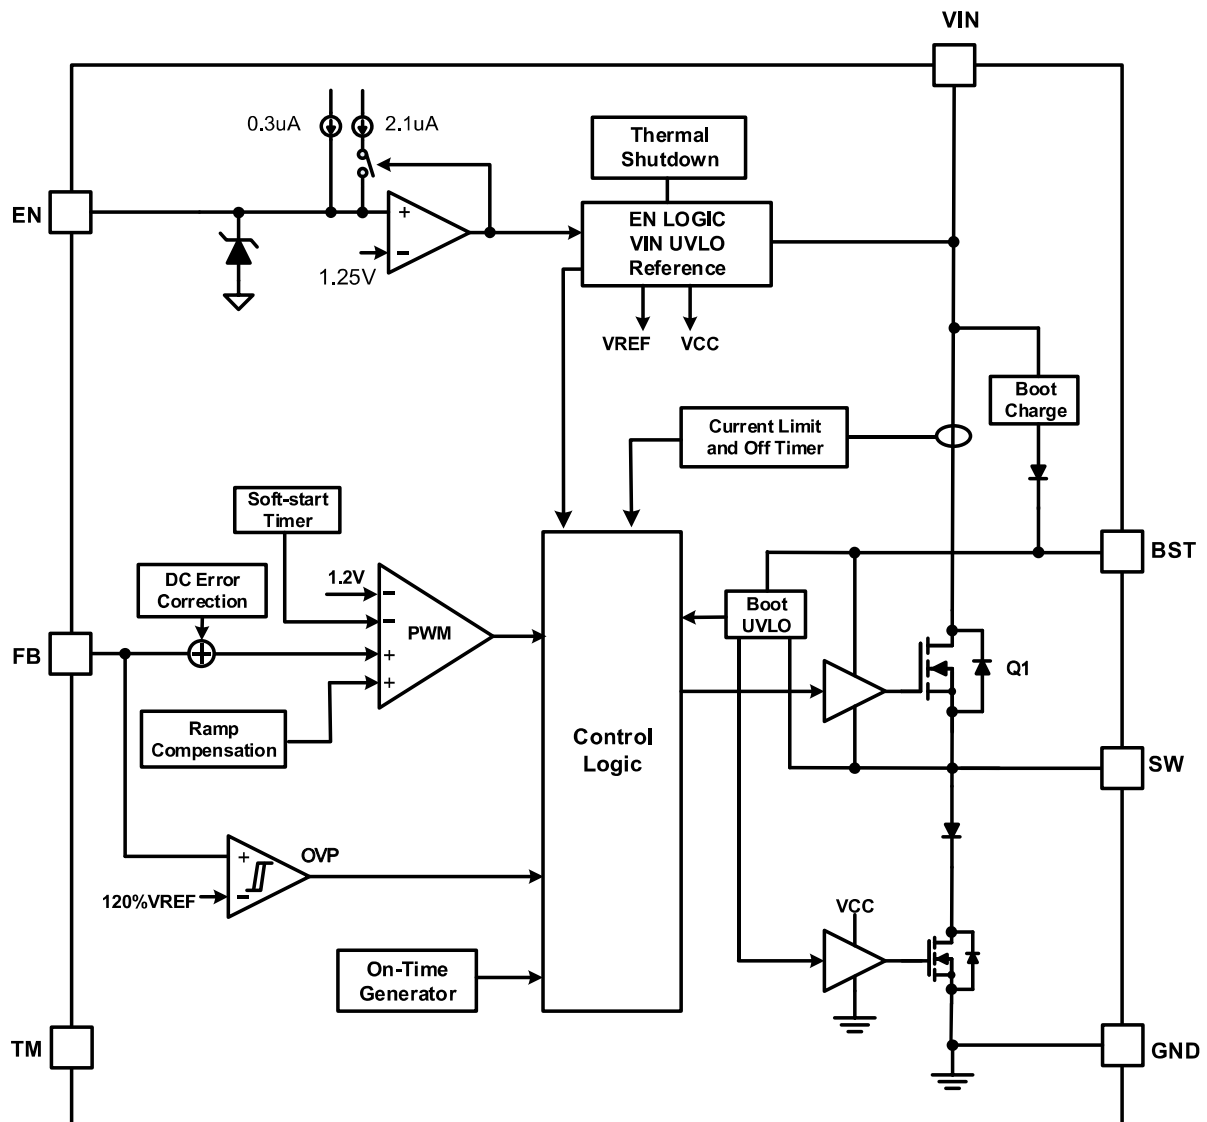 VIN
0.3uA
2.1uA
Thermal
Shutdown
EN
+
−
1.25V
EN LOGIC
VIN UVLO
Reference
VREF
VCC
Boot
Charge
Current Limit
and Off Timer
Soft-start
Timer
BST
DC Error
Correction
1.2V
−
−
+
+
PWM
Boot
UVLO
FB
Q1
Ramp
Compensation
Control
Logic
SW
+
−
OVP
120%VREF
VCC
On-Time
Generator
TM
GND